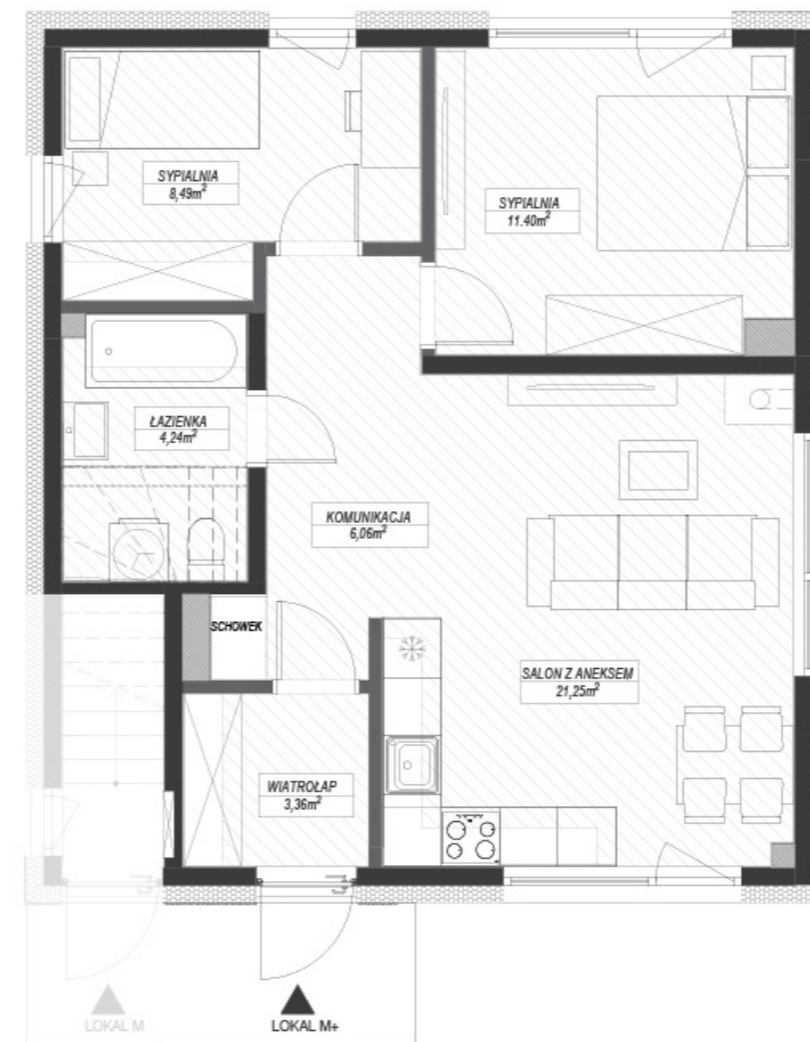 SYPIALNIA
8,49m²
SYPIALNIA
11.40m²
ŁAZIENKA
4,24m²
KOMUNIKACJA
6,06m²
SCHOWEK
SALON Z ANEKSEM
21,25m²
WIATROŁAP
3,36m²
LOKAL M
LOKAL M+